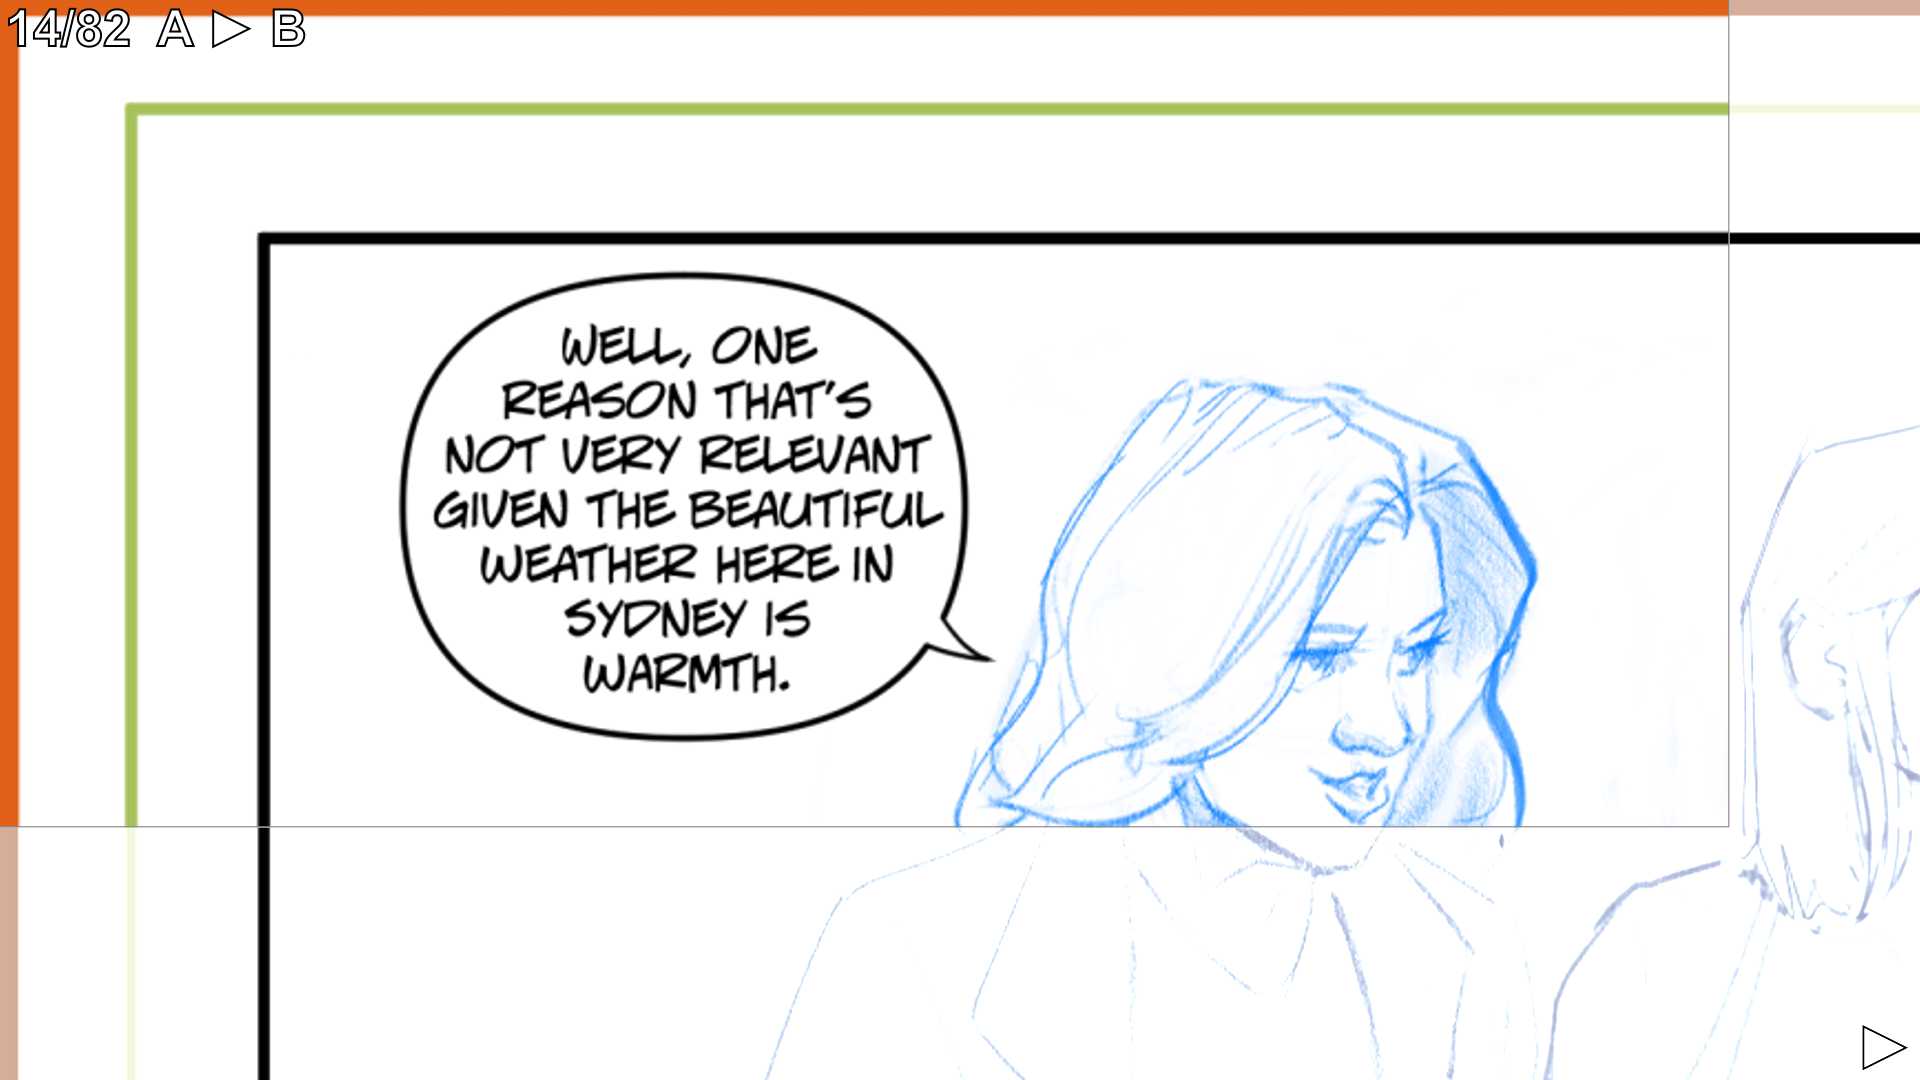 14/82 A ▷ B
WELL, ONE
REASON THAT'S
NOT VERY RELEVANT
GIVEN THE BEAUTIFUL
WEATHER HERE IN
SYDNEY IS
WARMTH.